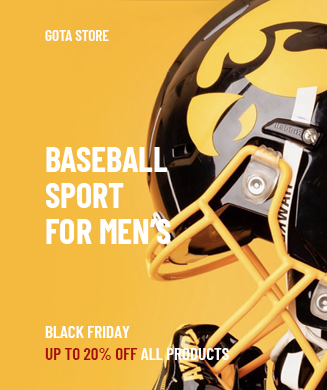 GOTA STORE
BASEBALL
SPORT
FOR MEN'S
BLACK FRIDAY
UP TO 20% OFF ALL PRODUCTS